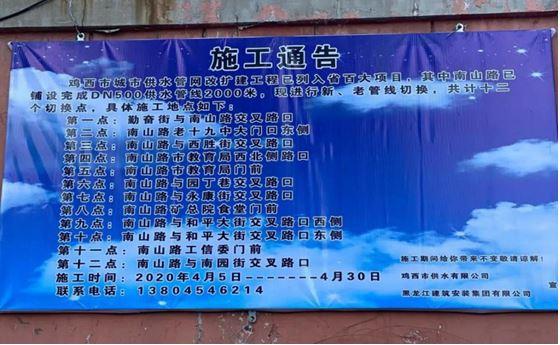 施工通告
鸡西市城市供水管网改扩建工程已列入省百大项目，其中南山路已
铺设完成DN500供水管线2000米，现进行新、老管线切换，共计十二
个切换点，具体施工地点如下：
第一点：勤奋街与南山路交叉路口
第二点：南山路老十九中大门口东侧
第三点：南山路与西胜街交叉路口
第四点：南山路市教育局西北侧路口
第五点：南山路市教育局门前
第六点：南山路与园丁巷交叉路口
第七点：南山路与永康街交叉路口
第八点：南山路矿总院食堂门前
第九点：南山路与和平大街交叉路口西侧
第十点：南山路与和平大街交叉路口东侧
第十一点：南山路工信委门前
第十二点：南山路与南园街交叉路口
施工时间：2020年4月5日-------4月30日
联系电话：13804546214
施工期间给你带来不变敬请谅解！
鸡西市供水有限公司
黑龙江建筑安装集团有限公司
宣